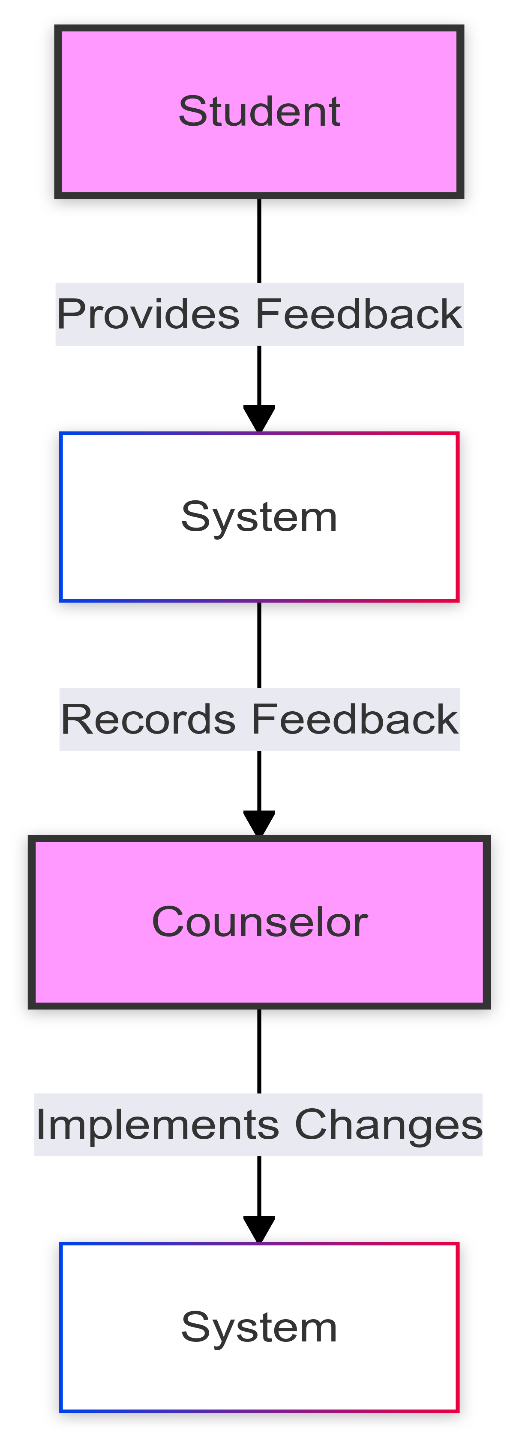 Student
Provides Feedback
System
Records Feedback
Counselor
Implements Changes
System